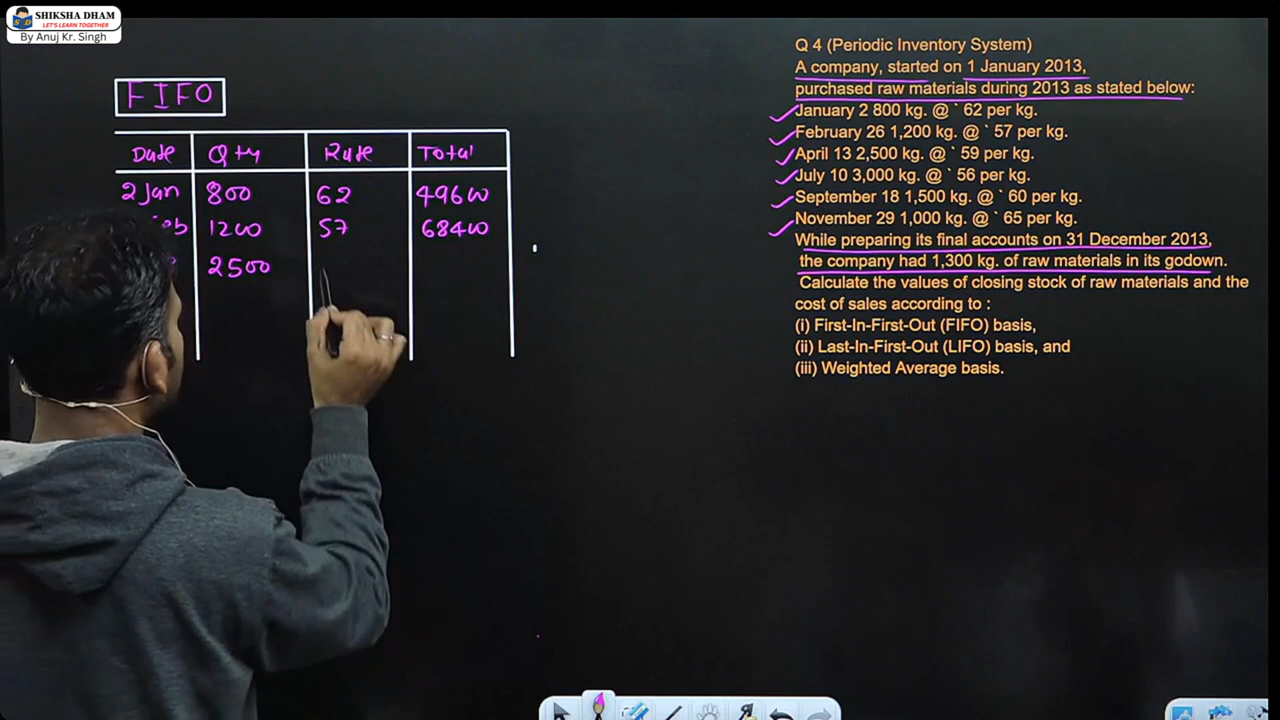 SHIKSHA DHAM
LET'S LEARN TOGETHER
By Anuj Kr. Singh
FIFO
Date Qty Rate Total
2 Jan 800 62 49600
1200 57 68400
2500
Q 4 (Periodic Inventory System)
A company, started on 1 January 2013,
purchased raw materials during 2013 as stated below:
January 2 800 kg. @ ` 62 per kg.
February 26 1,200 kg. @ ` 57 per kg.
April 13 2,500 kg. @ ` 59 per kg.
July 10 3,000 kg. @ ` 56 per kg.
September 18 1,500 kg. @ ` 60 per kg.
November 29 1,000 kg. @ ` 65 per kg.
While preparing its final accounts on 31 December 2013,
the company had 1,300 kg. of raw materials in its godown.
Calculate the values of closing stock of raw materials and the
cost of sales according to :
(i) First-In-First-Out (FIFO) basis,
(ii) Last-In-First-Out (LIFO) basis, and
(iii) Weighted Average basis.